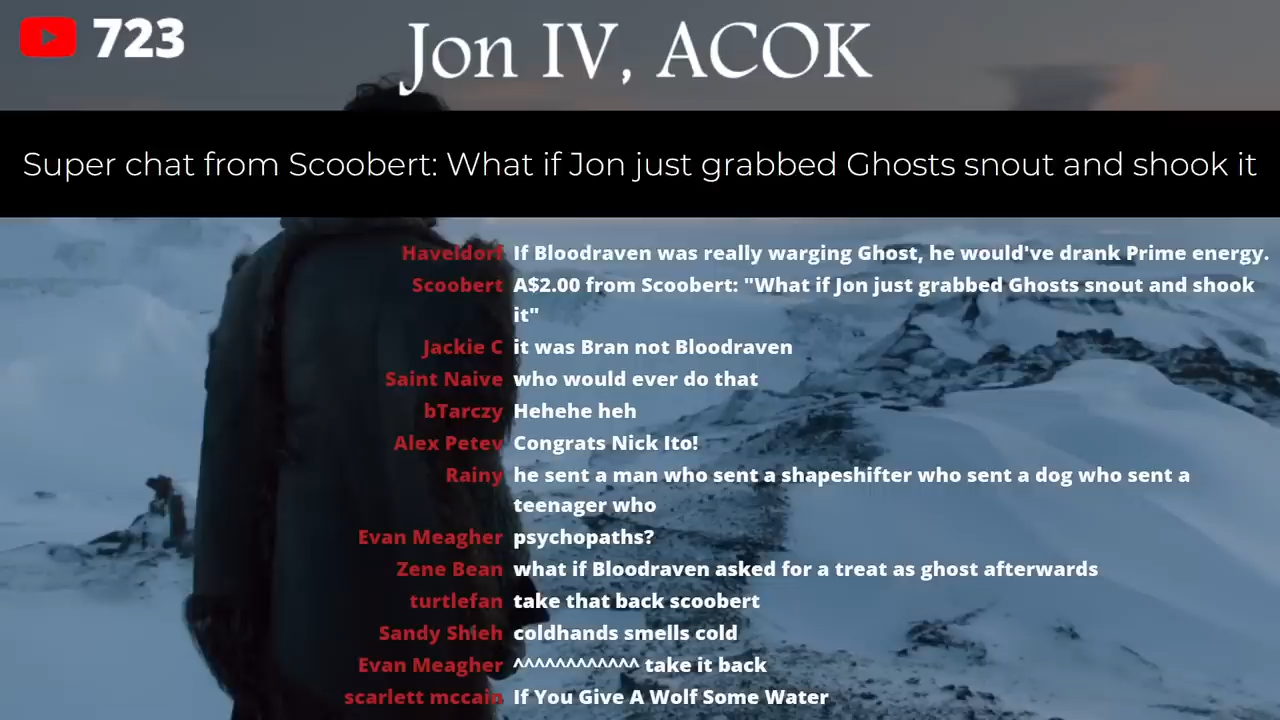 723
Jon IV, ACOK
Super chat from Scoobert: What if Jon just grabbed Ghosts snout and shook it
Haveldorf If Bloodraven was really warging Ghost, he would've drank Prime energy.
Scoobert A$2.00 from Scoobert: "What if Jon just grabbed Ghosts snout and shook
it"
Jackie C it was Bran not Bloodraven
Saint Naive who would ever do that
bTarczy Hehehe heh
Alex Petev Congrats Nick Ito!
Rainy he sent a man who sent a shapeshifter who sent a dog who sent a
teenager who
Evan Meagher psychopaths?
Zene Bean what if Bloodraven asked for a treat as ghost afterwards
turtlefan take that back scoobert
Sandy Shieh coldhands smells cold
Evan Meagher ^^^^^^^^^^^^ take it back
scarlett mccain If You Give A Wolf Some Water